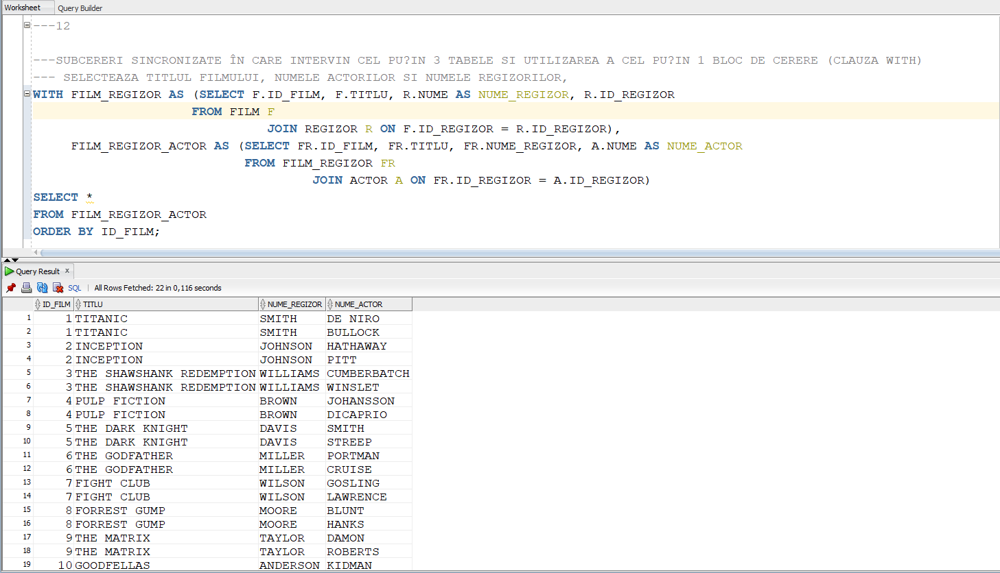 Worksheet Query Builder
---12
---SUBCERERI SINCRONIZATE ÎN CARE INTERVIN CEL PU?IN 3 TABELE SI UTILIZAREA A CEL PU?IN 1 BLOC DE CERERE (CLAUZA WITH)
--- SELECTEAZA TITLUL FILMULUI, NUMELE ACTORILOR SI NUMELE REGIZORILOR,
WITH FILM_REGIZOR AS (SELECT F.ID_FILM, F.TITLU, R.NUME AS NUME_REGIZOR, R.ID_REGIZOR
FROM FILM F
JOIN REGIZOR R ON F.ID_REGIZOR = R.ID_REGIZOR),
FILM_REGIZOR_ACTOR AS (SELECT FR.ID_FILM, FR.TITLU, FR.NUME_REGIZOR, A.NUME AS NUME_ACTOR
FROM FILM_REGIZOR FR
JOIN ACTOR A ON FR.ID_REGIZOR = A.ID_REGIZOR)
SELECT *
FROM FILM_REGIZOR_ACTOR
ORDER BY ID_FILM;
Query Result x
SQL | All Rows Fetched: 22 in 0,116 seconds
ID_FILM TITLU NUME_REGIZOR NUME_ACTOR
1 1 TITANIC SMITH DE NIRO
2 1 TITANIC SMITH BULLOCK
3 2 INCEPTION JOHNSON HATHAWAY
4 2 INCEPTION JOHNSON PITT
5 3 THE SHAWSHANK REDEMPTION WILLIAMS CUMBERBATCH
6 3 THE SHAWSHANK REDEMPTION WILLIAMS WINSLET
7 4 PULP FICTION BROWN JOHANSSON
8 4 PULP FICTION BROWN DICAPRIO
9 5 THE DARK KNIGHT DAVIS SMITH
10 5 THE DARK KNIGHT DAVIS STREEP
11 6 THE GODFATHER MILLER PORTMAN
12 6 THE GODFATHER MILLER CRUISE
13 7 FIGHT CLUB WILSON GOSLING
14 7 FIGHT CLUB WILSON LAWRENCE
15 8 FORREST GUMP MOORE BLUNT
16 8 FORREST GUMP MOORE HANKS
17 9 THE MATRIX TAYLOR DAMON
18 9 THE MATRIX TAYLOR ROBERTS
19 10 GOODFELLAS ANDERSON KIDMAN